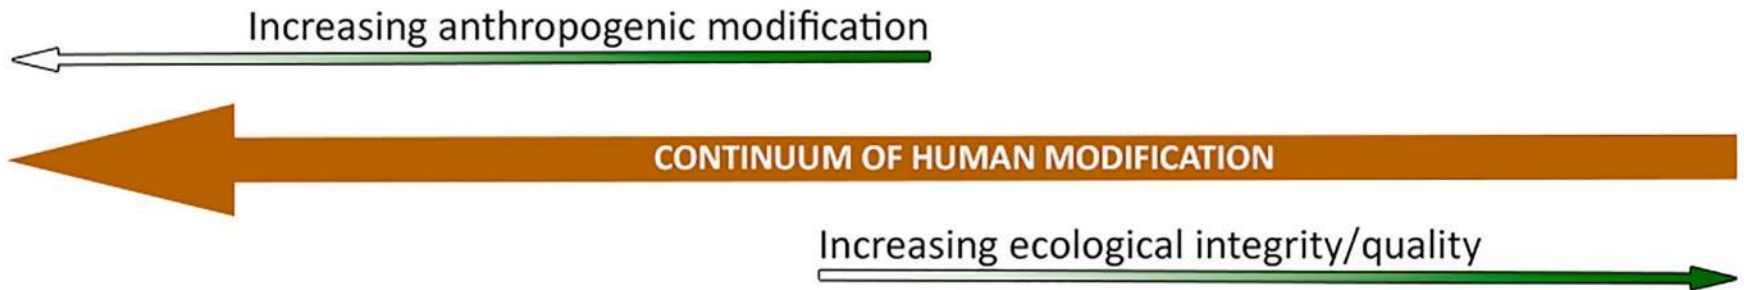 Increasing anthropogenic modification
CONTINUUM OF HUMAN MODIFICATION
Increasing ecological integrity/quality